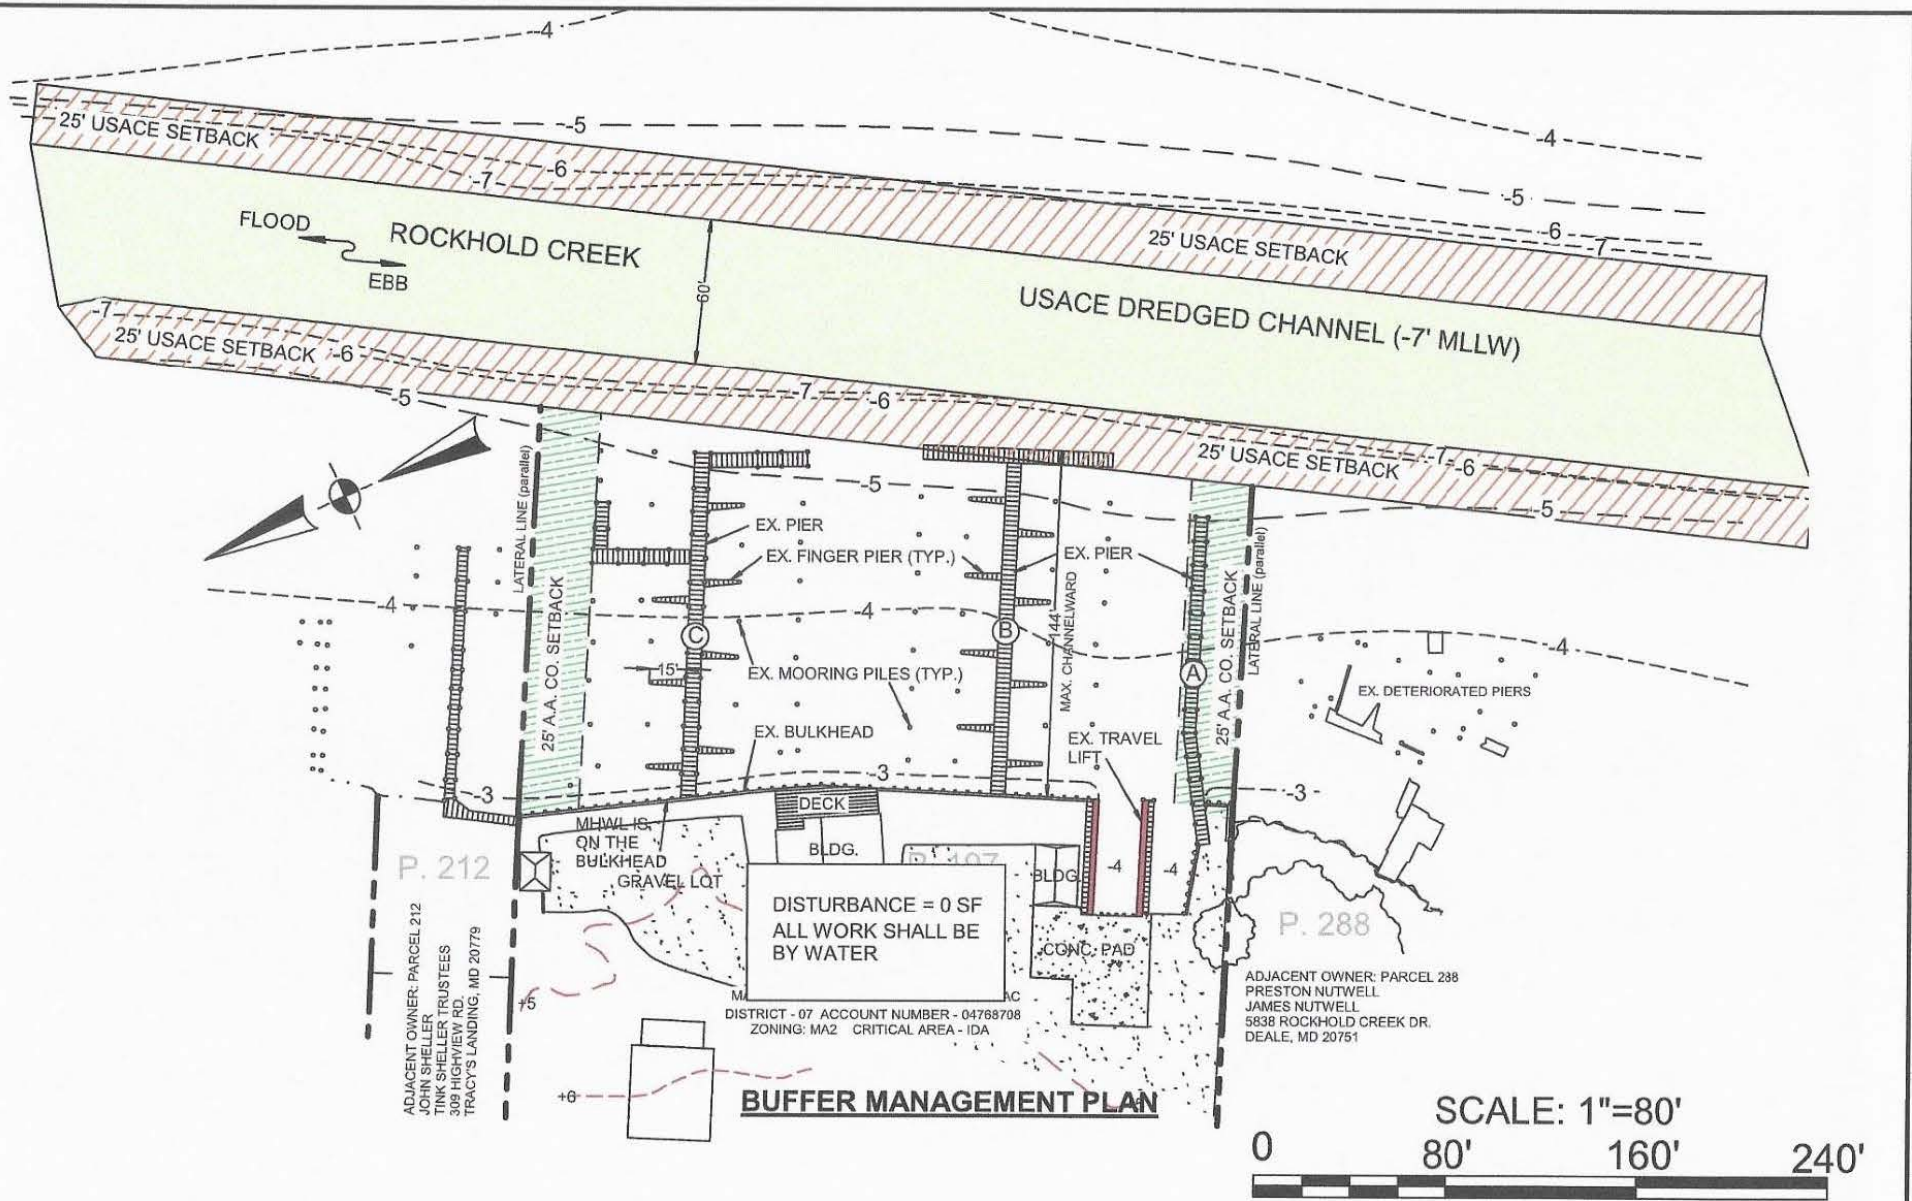 -4
-4
-5
25' USACE SETBACK
-6
-7
-5
FLOOD
ROCKHOLD CREEK
EBB
60'
25' USACE SETBACK
-6
-7
USACE DREDGED CHANNEL (-7' MLLW)
-7
25' USACE SETBACK
-6
-5
-7
-6
25' USACE SETBACK
-7
-6
-5
-5
LATERAL LINE (parallel)
25' A.A. CO. SETBACK
EX. PIER
EX. FINGER PIER (TYP.)
EX. PIER
-4
-4
-4
C
B
A
15'
144'
MAX. CHANNELWARD
25' A.A. CO. SETBACK
LATERAL LINE (parallel)
EX. MOORING PILES (TYP.)
EX. DETERIORATED PIERS
EX. BULKHEAD
EX. TRAVEL
LIFT
-3
-3
-3
DECK
MHWL IS
ON THE
BULKHEAD
GRAVEL LOT
BLDG.
BLDG.
-4
-4
P. 212
P. 197
P. 288
DISTURBANCE = 0 SF
ALL WORK SHALL BE
BY WATER
CONC. PAD
ADJACENT OWNER: PARCEL 212
JOHN SHELLER
TINK SHELLER TRUSTEES
309 HIGHVIEW RD.
TRACY'S LANDING, MD 20779
ADJACENT OWNER: PARCEL 288
PRESTON NUTWELL
JAMES NUTWELL
5838 ROCKHOLD CREEK DR.
DEALE, MD 20751
+5
DISTRICT - 07 ACCOUNT NUMBER - 04768708
ZONING: MA2 CRITICAL AREA - IDA
+6
BUFFER MANAGEMENT PLAN
SCALE: 1"=80'
0 80' 160' 240'